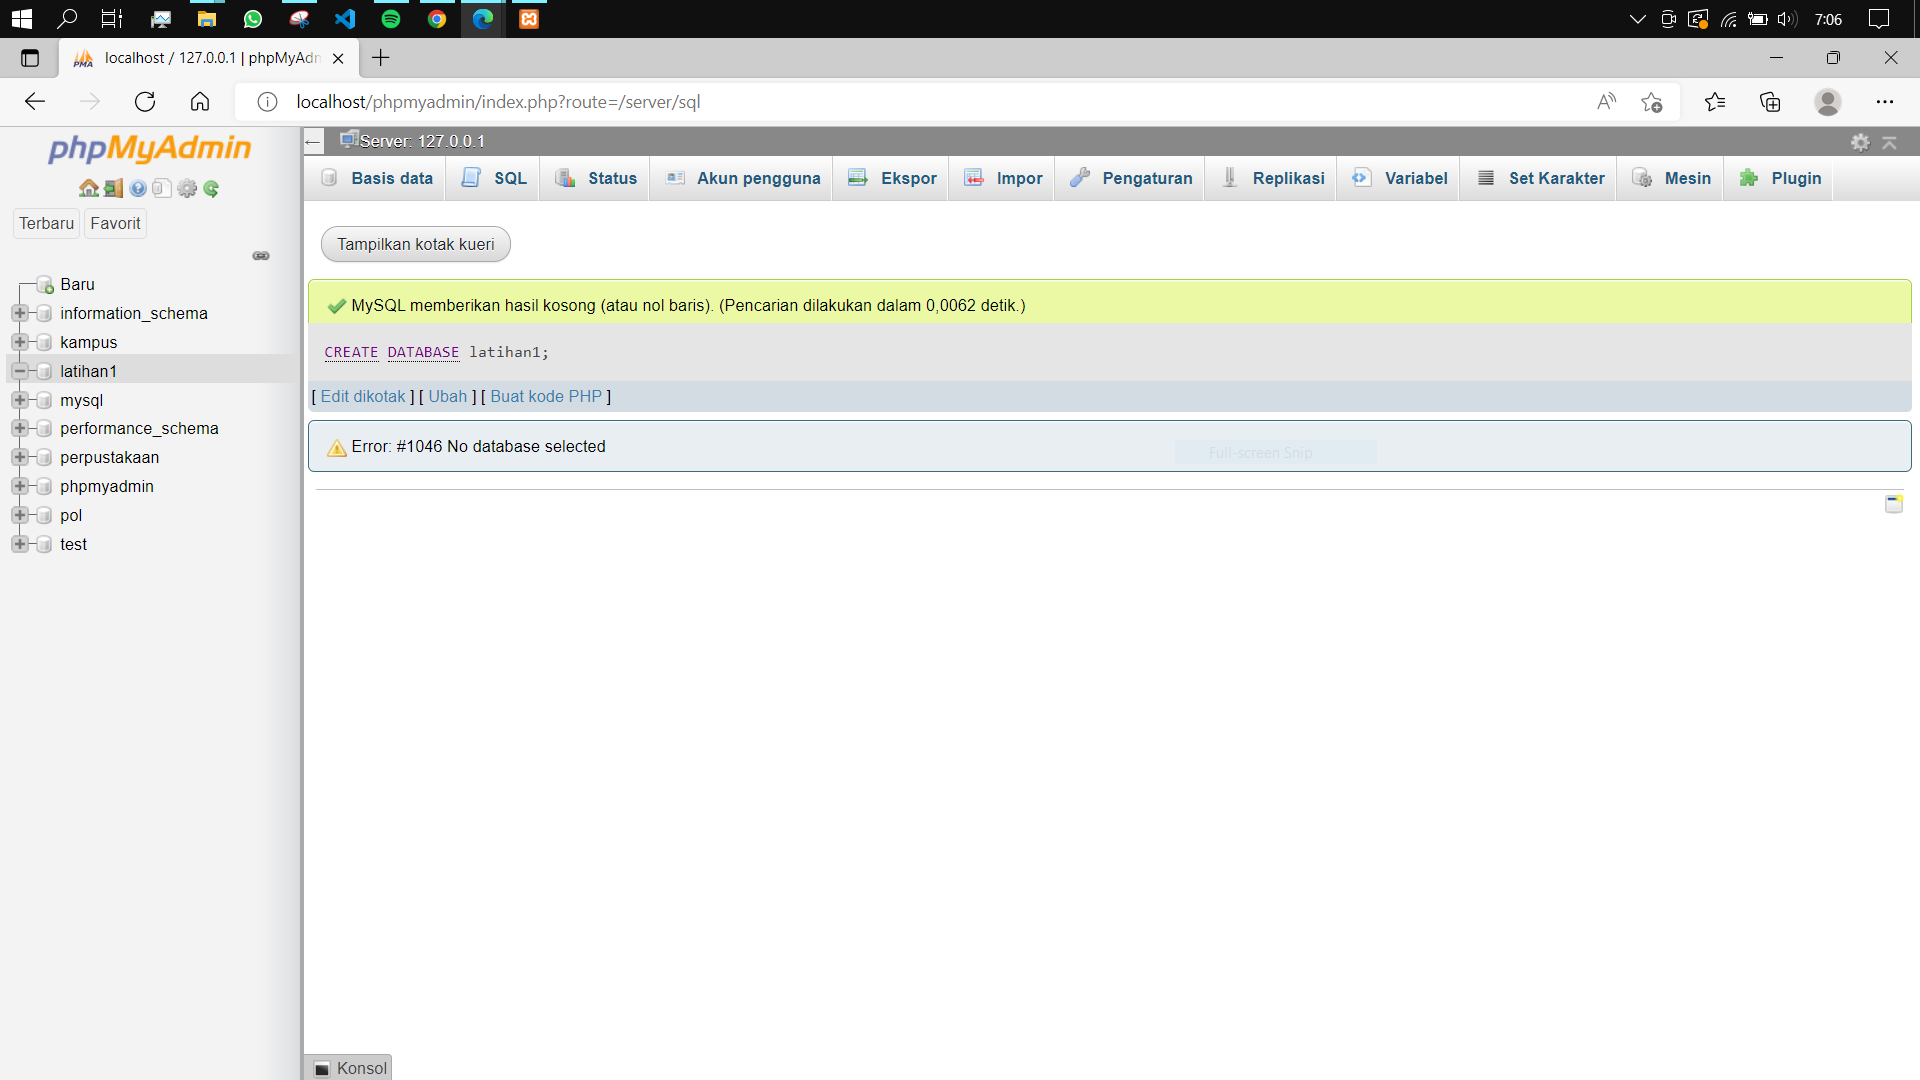 7:06
localhost / 127.0.0.1 | phpMyAdm
localhost/phpmyadmin/index.php?route=/server/sql
phpMyAdmin
Terbaru Favorit
Baru
information_schema
kampus
latihan1
mysql
performance_schema
perpustakaan
phpmyadmin
pol
test
Server: 127.0.0.1
Basis data SQL Status Akun pengguna Ekspor Impor Pengaturan Replikasi Variabel Set Karakter Mesin Plugin
Tampilkan kotak kueri
MySQL memberikan hasil kosong (atau nol baris). (Pencarian dilakukan dalam 0,0062 detik.)
CREATE DATABASE latihan1;
[ Edit dikotak ] [ Ubah ] [ Buat kode PHP ]
Error: #1046 No database selected
Full-screen Snip
Konsol